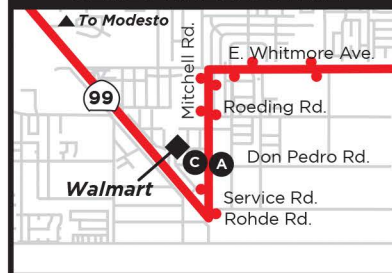 ▲ To Modesto
Mitchell Rd.
E. Whitmore Ave.
99
Roeding Rd.
C
A
Don Pedro Rd.
Walmart
Service Rd.
Rohde Rd.